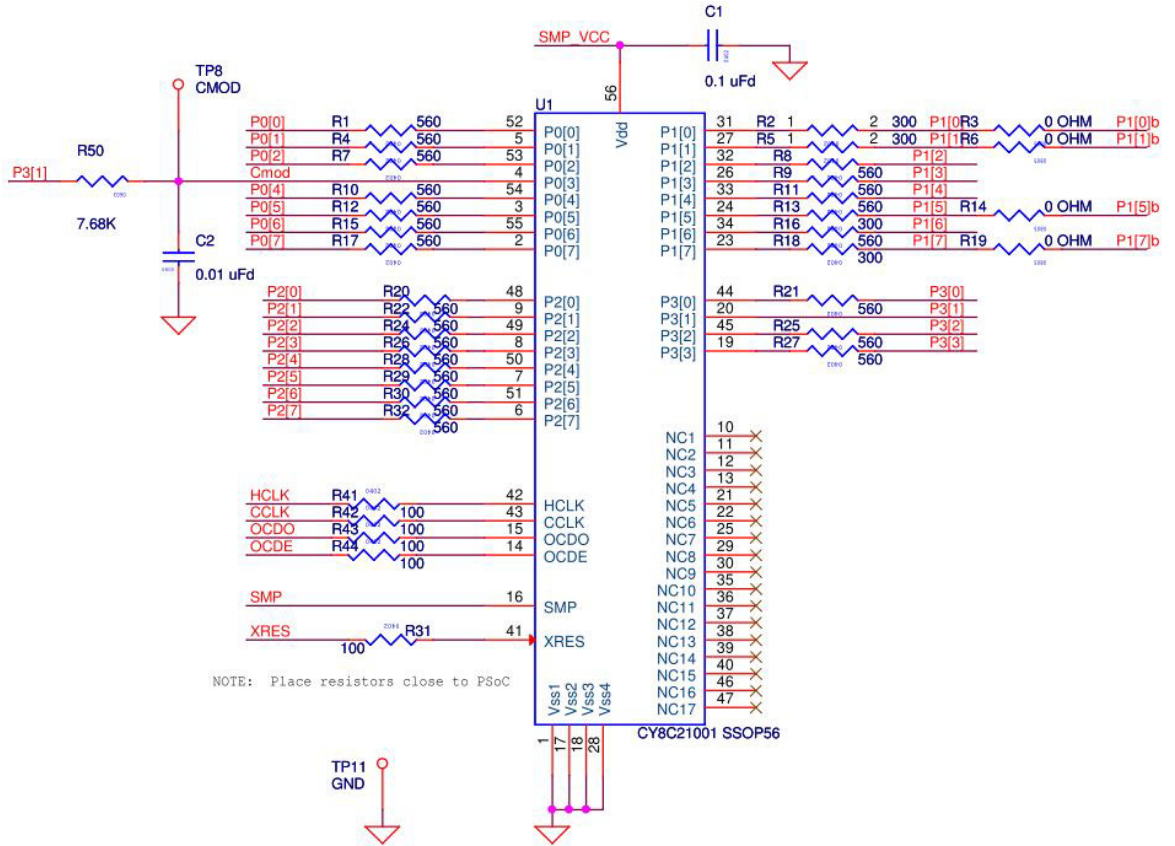 C1
SMP_VCC
0.1 uFd
TP8
CMOD
56
U1
Vdd
P0[0] R1 560 52 P0[0]
P0[1] R4 560 5 P0[1]
P0[2] R7 560 53 P0[2]
Cmod 4 P0[3]
P0[4] R10 560 54 P0[4]
P0[5] R12 560 3 P0[5]
P0[6] R15 560 55 P0[6]
P0[7] R17 560 2 P0[7]
P1[0] 31 R2 1 2 300 P1[0] R3 0 OHM P1[0]b
P1[1] 27 R5 1 2 300 P1[1] R6 0 OHM P1[1]b
P1[2] 32 R8 P1[2]
P1[3] 26 R9 560 P1[3]
P1[4] 33 R11 560 P1[4]
P1[5] 24 R13 560 P1[5] R14 0 OHM P1[5]b
P1[6] 34 R16 300 P1[6]
P1[7] 23 R18 560 P1[7] R19 0 OHM P1[7]b
300
R50
P3[1]
7.68K
C2
0.01 uFd
P2[0] R20 48 P2[0]
P2[1] R22 560 9 P2[1]
P2[2] R24 560 49 P2[2]
P2[3] R26 560 8 P2[3]
P2[4] R28 560 50 P2[4]
P2[5] R29 560 7 P2[5]
P2[6] R30 560 51 P2[6]
P2[7] R32 560 6 P2[7]
560
P3[0] 44 R21 P3[0]
P3[1] 20 560 P3[1]
P3[2] 45 R25 P3[2]
P3[3] 19 R27 560 P3[3]
560
NC1 10
NC2 11
NC3 12
NC4 13
NC5 21
NC6 22
NC7 25
NC8 29
NC9 30
NC10 35
NC11 36
NC12 37
NC13 38
NC14 39
NC15 40
NC16 46
NC17 47
0402
HCLK R41 42 HCLK
CCLK R42 100 43 CCLK
OCDO R43 100 15 OCDO
OCDE R44 100 14 OCDE
100
SMP 16 SMP
XRES 0402 R31 41 XRES
100
NOTE: Place resistors close to PSoC
Vss1 Vss2 Vss3 Vss4
1 17 18 28
CY8C21001 SSOP56
TP11
GND